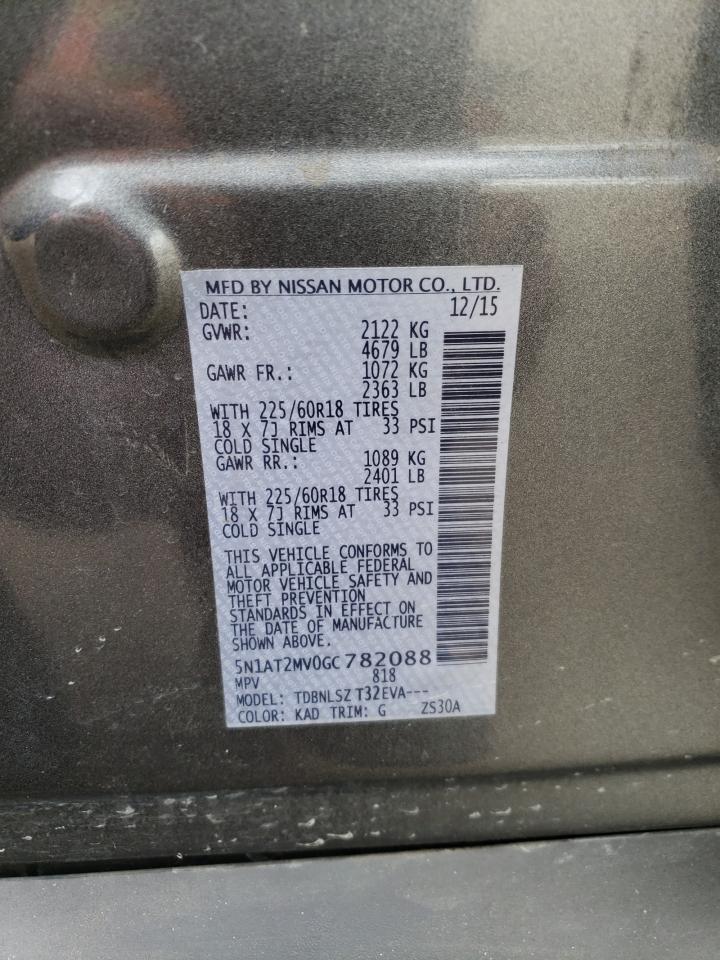 MFD BY NISSAN MOTOR CO., LTD.
DATE: 12/15
GVWR: 2122 KG
4679 LB
GAWR FR.: 1072 KG
2363 LB
WITH 225/60R18 TIRES
18 X 7J RIMS AT 33 PSI
COLD SINGLE
GAWR RR.: 1089 KG
2401 LB
WITH 225/60R18 TIRES
18 X 7J RIMS AT 33 PSI
COLD SINGLE
THIS VEHICLE CONFORMS TO
ALL APPLICABLE FEDERAL
MOTOR VEHICLE SAFETY AND
THEFT PREVENTION
STANDARDS IN EFFECT ON
THE DATE OF MANUFACTURE
SHOWN ABOVE.
5N1AT2MV0GC782088
MPV 818
MODEL: TDBNLSZ T32EVA---
COLOR: KAD TRIM: G ZS30A